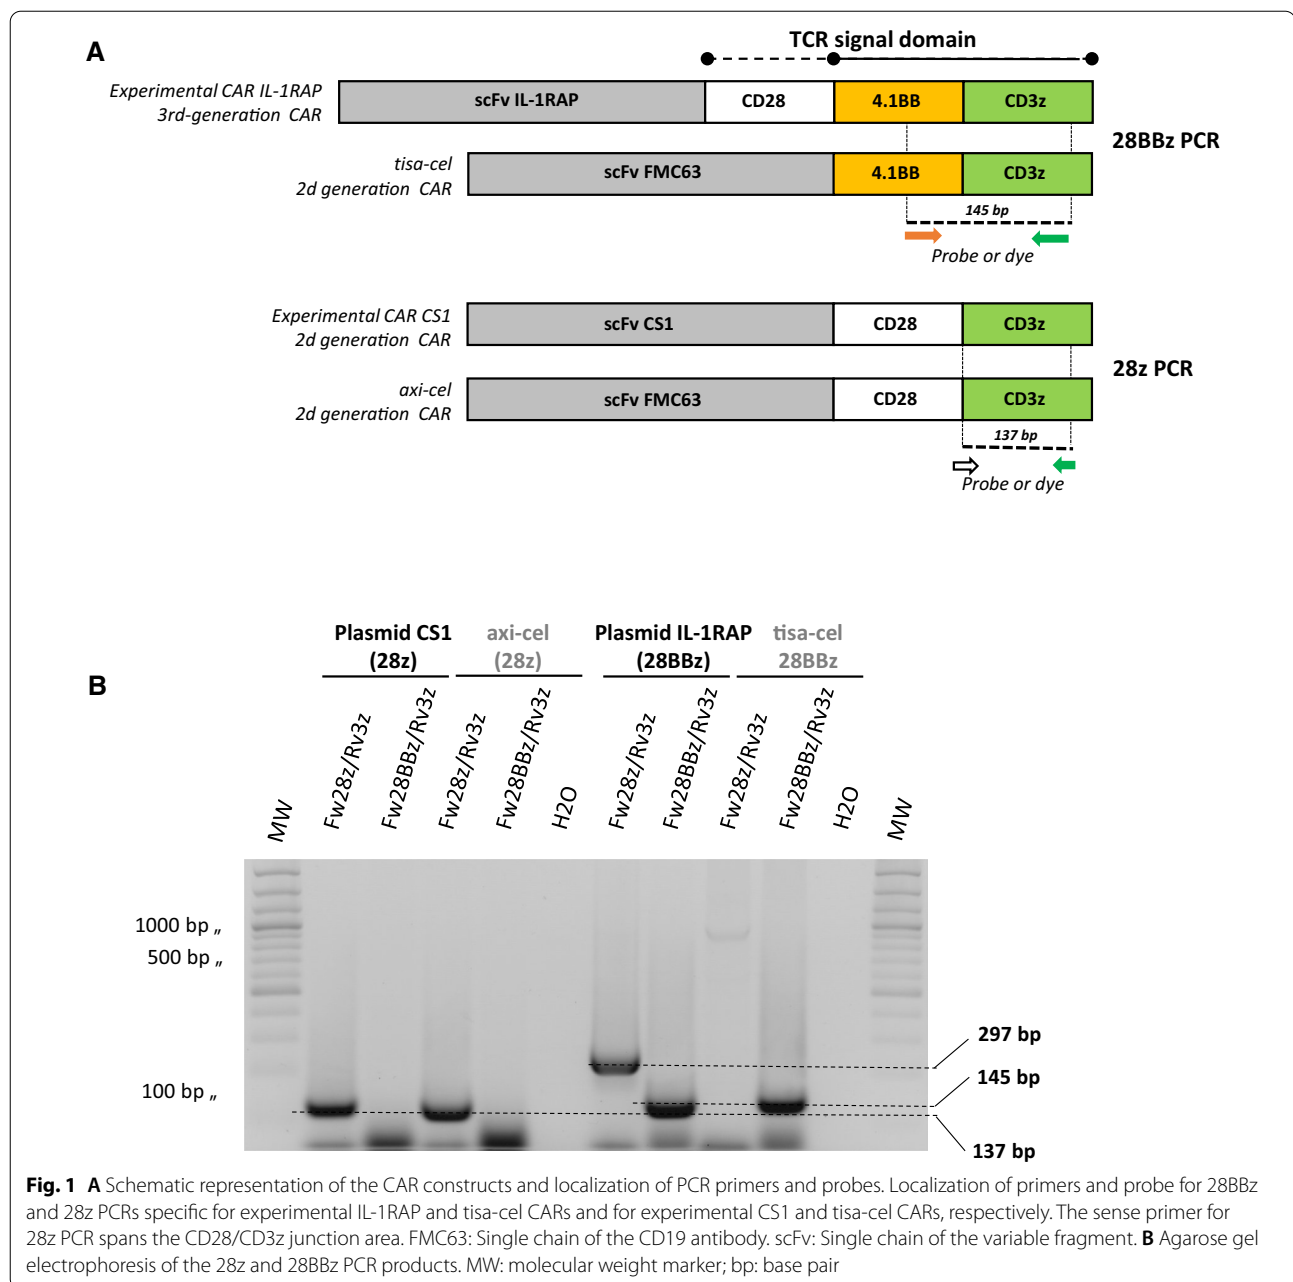 A
TCR signal domain
Experimental CAR IL-1RAP
3rd-generation CAR
scFv IL-1RAP
CD28
4.1BB
CD3z
28BBz PCR
tisa-cel
2d generation CAR
scFv FMC63
4.1BB
CD3z
145 bp
Probe or dye
Experimental CAR CS1
2d generation CAR
scFv CS1
CD28
CD3z
28z PCR
axi-cel
2d generation CAR
scFv FMC63
CD28
CD3z
137 bp
Probe or dye
B
Plasmid CS1
(28z)
axi-cel
(28z)
Plasmid IL-1RAP
(28BBz)
tisa-cel
28BBz
MW
Fw28z/Rv3z
Fw28BBz/Rv3z
Fw28z/Rv3z
Fw28BBz/Rv3z
H2O
Fw28z/Rv3z
Fw28BBz/Rv3z
Fw28z/Rv3z
Fw28BBz/Rv3z
H2O
MW
1000 bp „
500 bp „
100 bp „
297 bp
145 bp
137 bp
Fig. 1 A Schematic representation of the CAR constructs and localization of PCR primers and probes. Localization of primers and probe for 28BBz
and 28z PCRs specific for experimental IL-1RAP and tisa-cel CARs and for experimental CS1 and tisa-cel CARs, respectively. The sense primer for
28z PCR spans the CD28/CD3z junction area. FMC63: Single chain of the CD19 antibody. scFv: Single chain of the variable fragment. B Agarose gel
electrophoresis of the 28z and 28BBz PCR products. MW: molecular weight marker; bp: base pair